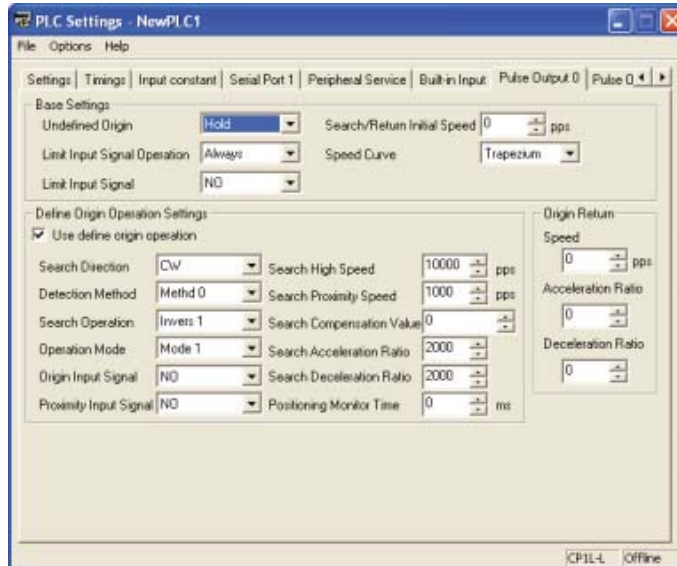 PLC Settings - NewPLC1
File Options Help
Settings Timings Input constant Serial Port 1 Peripheral Service Built-in Input Pulse Output 0 Pulse O
Base Settings
Undefined Origin Hold Search/Return Initial Speed 0 pps
Limit Input Signal Operation Always Speed Curve Trapezium
Limit Input Signal NO
Define Origin Operation Settings
Use define origin operation
Search Direction CW Search High Speed 10000 pps
Detection Method Methd 0 Search Proximity Speed 1000 pps
Search Operation Invers 1 Search Compensation Value 0
Operation Mode Mode 1 Search Acceleration Ratio 2000
Origin Input Signal NO Search Deceleration Ratio 2000
Proximity Input Signal NO Positioning Monitor Time 0 ms
Origin Return
Speed
0 pps
Acceleration Ratio
0
Deceleration Ratio
0
CP1L-L Offline